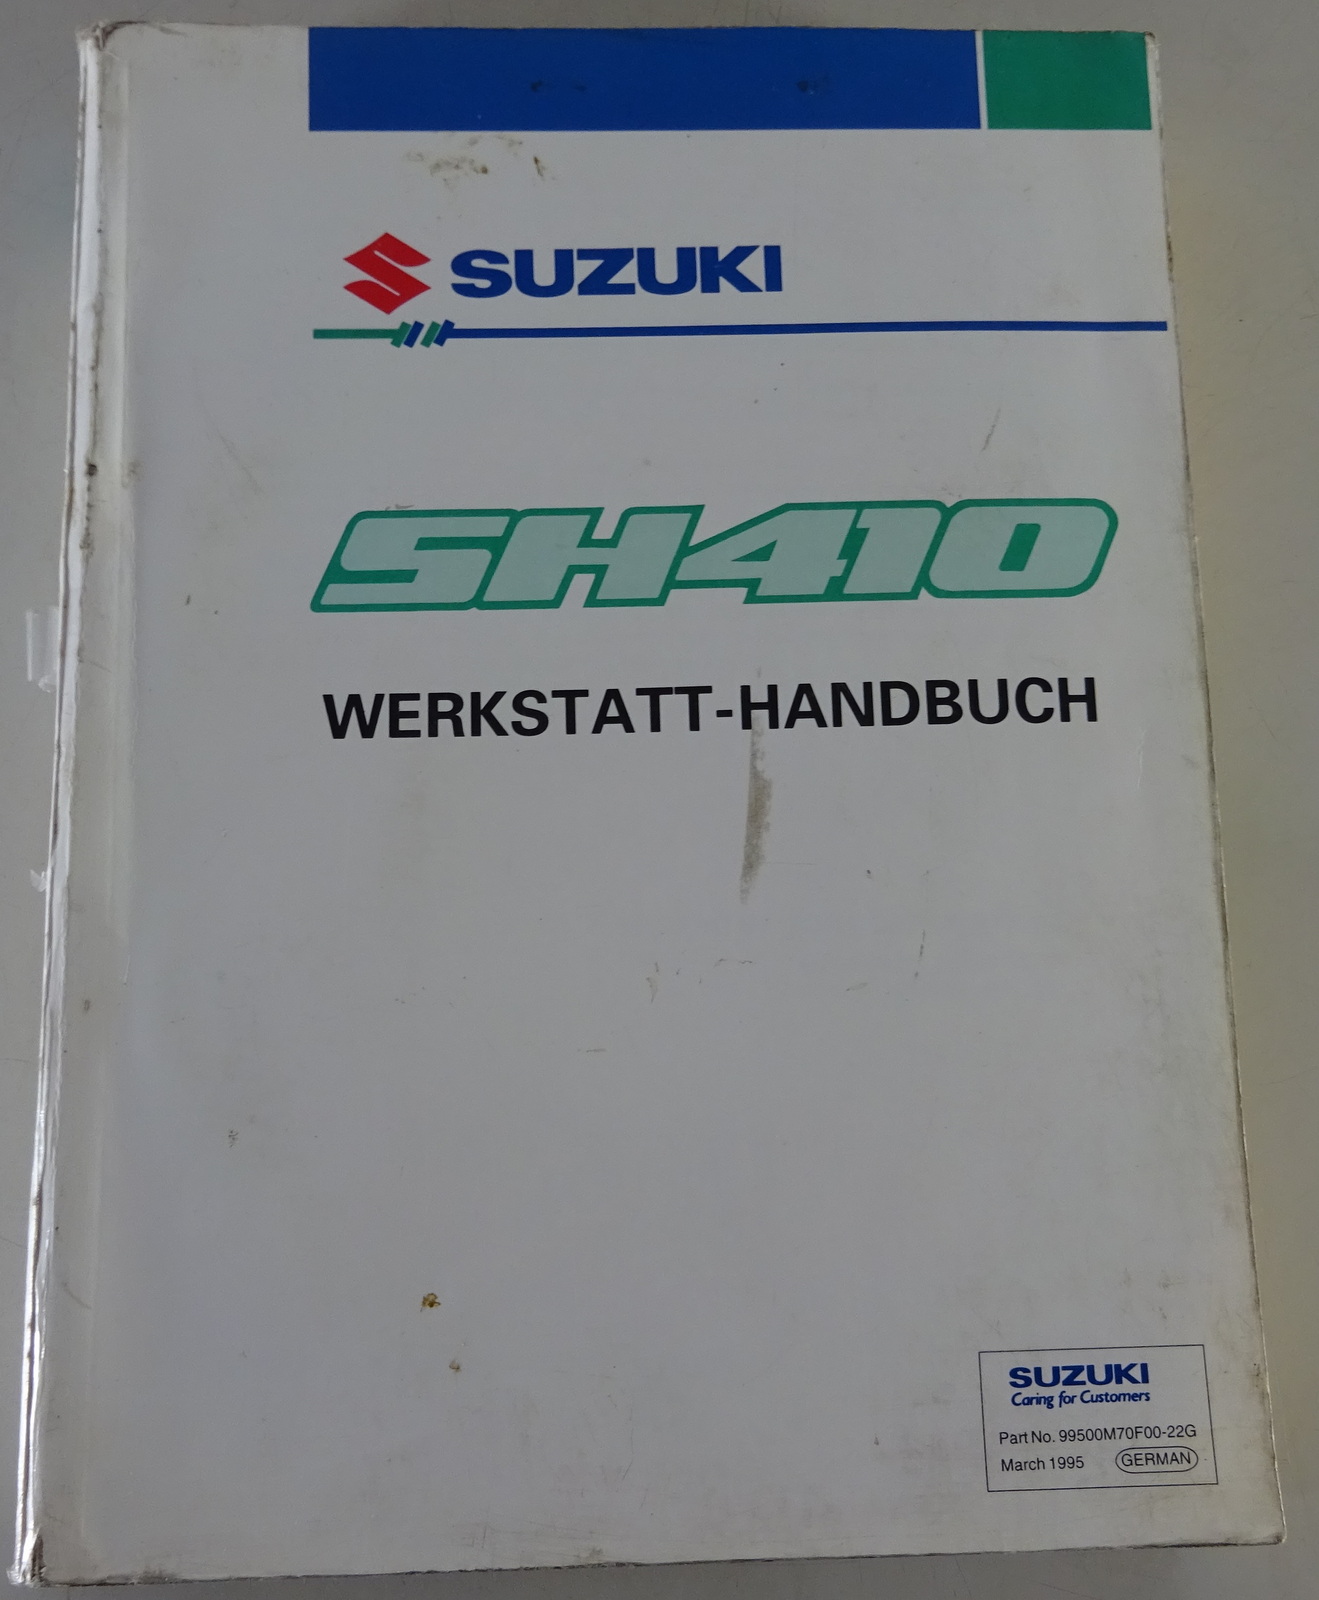 SUZUKI
SH410
WERKSTATT-HANDBUCH
SUZUKI
Caring for Customers
Part No. 99500M70F00-22G
March 1995 GERMAN